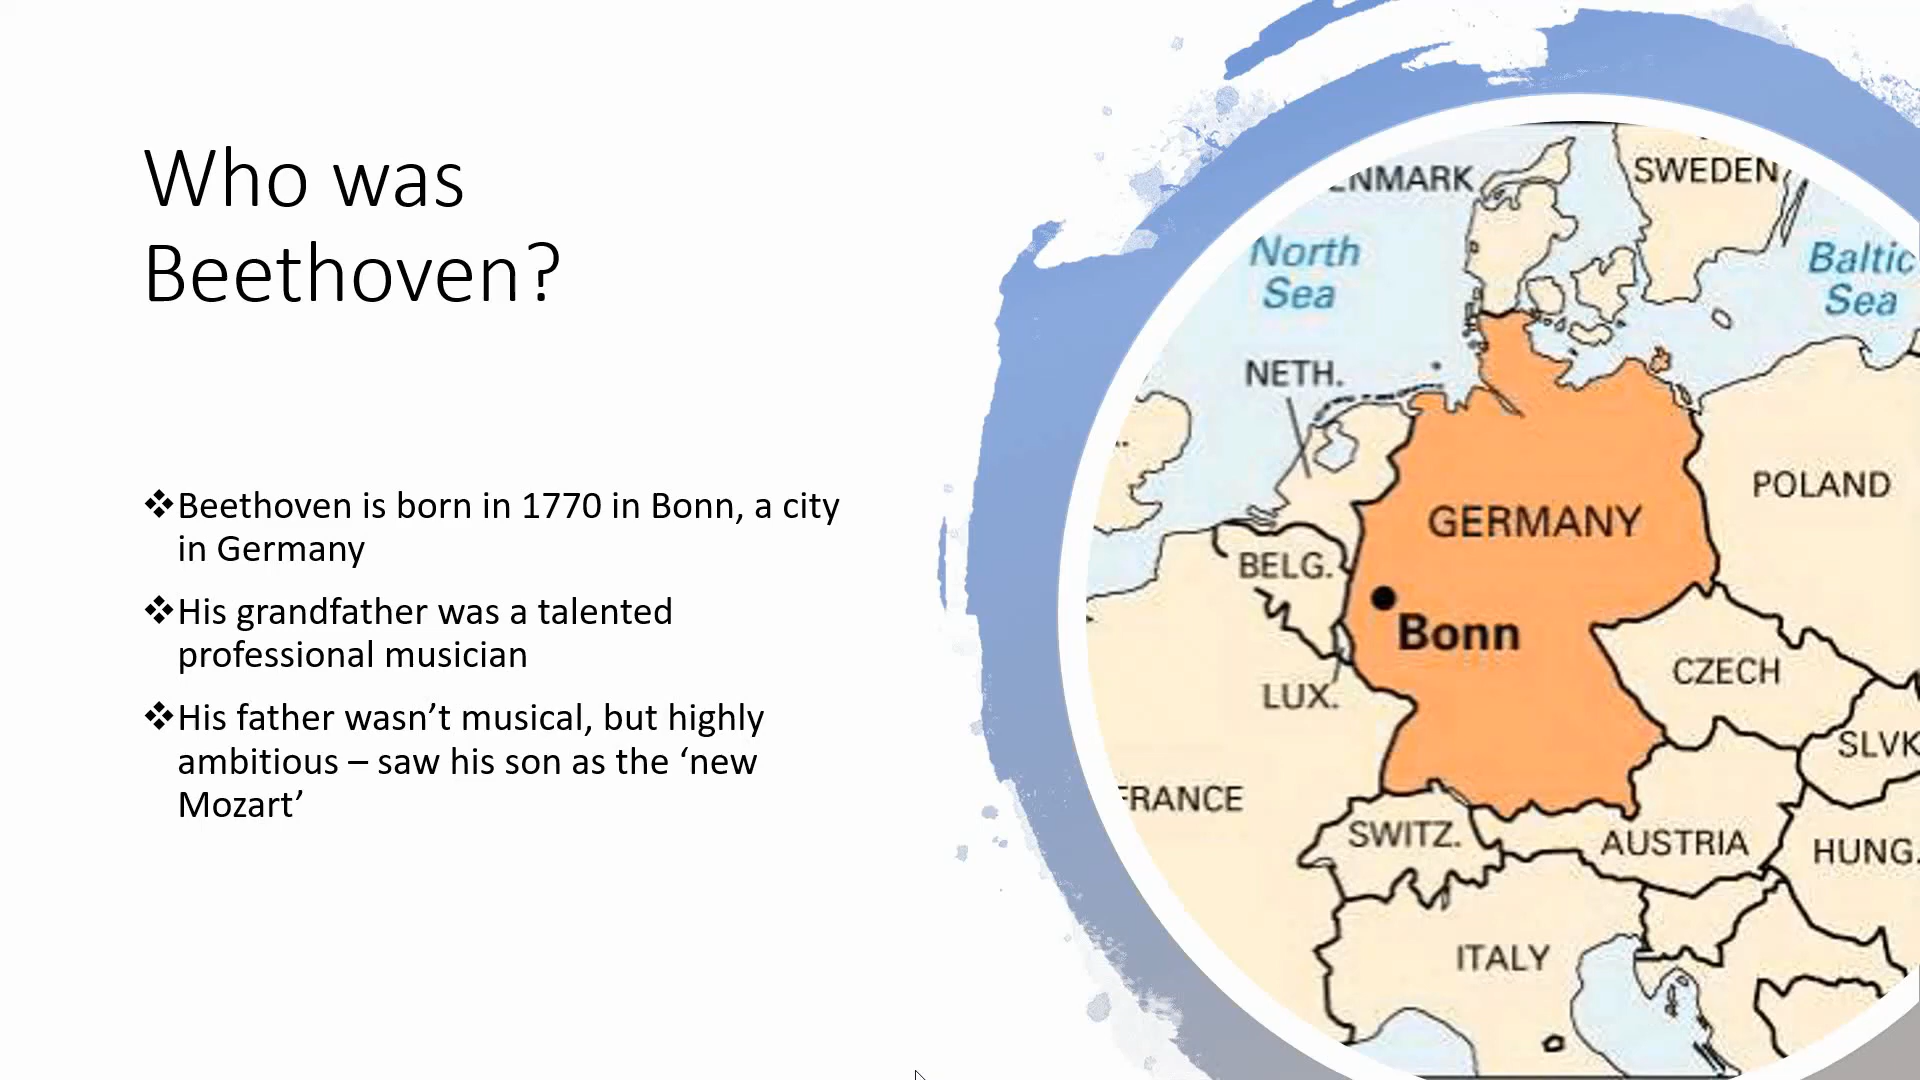 Who was
Beethoven?
❖Beethoven is born in 1770 in Bonn, a city
in Germany
❖His grandfather was a talented
professional musician
❖His father wasn’t musical, but highly
ambitious – saw his son as the ‘new
Mozart’
ENMARK
SWEDEN
North
Sea
Baltic
Sea
NETH.
POLAND
GERMANY
BELG.
Bonn
CZECH
LUX.
SLVK
FRANCE
SWITZ.
AUSTRIA
HUNG.
ITALY